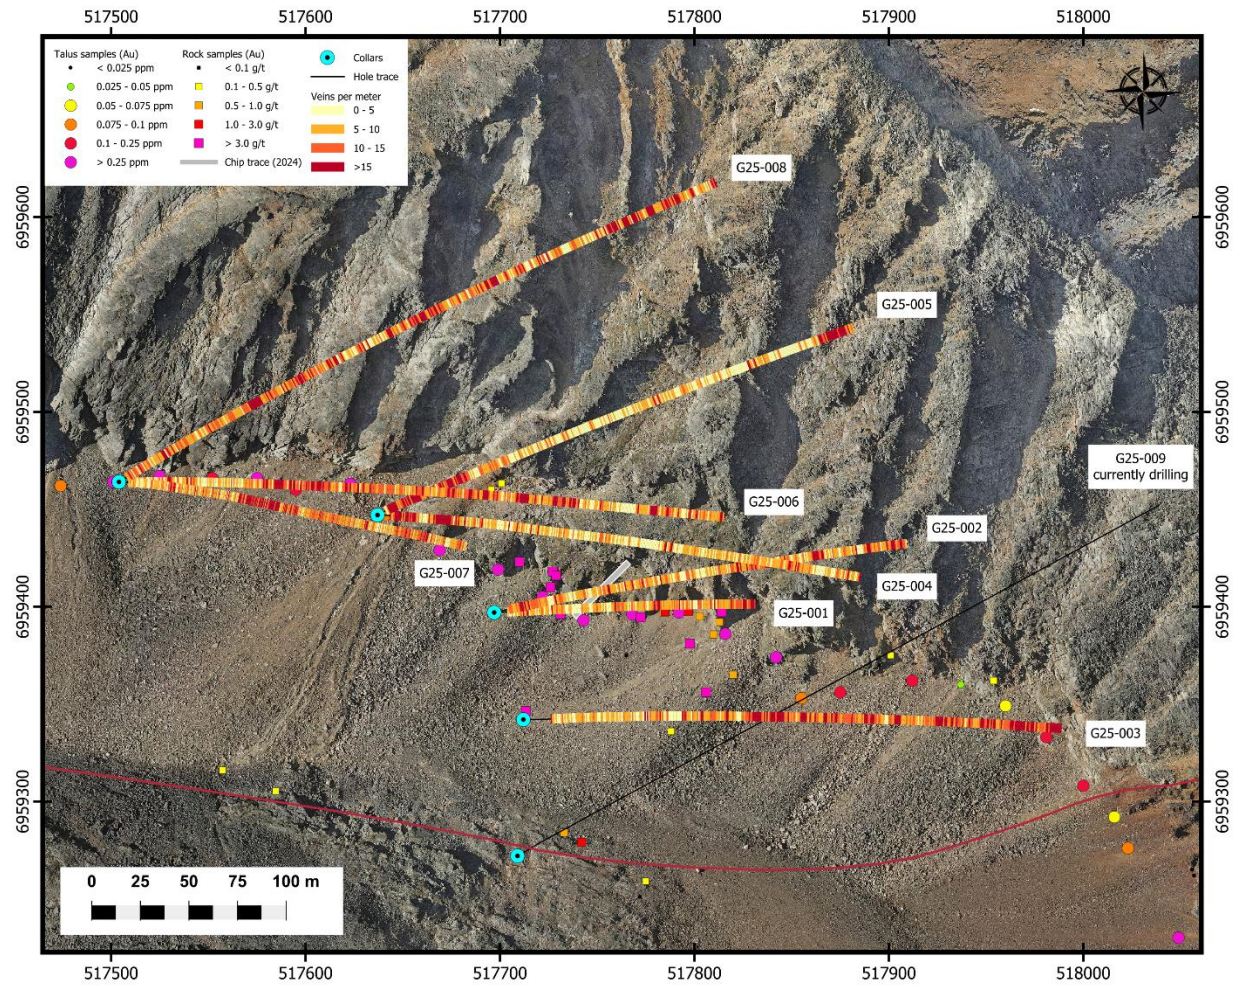 517500 517600 517700 517800 517900 518000
Talus samples (Au) Rock samples (Au)
< 0.025 ppm < 0.1 g/t Collars
0.025 - 0.05 ppm 0.1 - 0.5 g/t Hole trace
0.05 - 0.075 ppm 0.5 - 1.0 g/t Veins per meter
0.075 - 0.1 ppm 1.0 - 3.0 g/t 0 - 5
0.1 - 0.25 ppm > 3.0 g/t 5 - 10
> 0.25 ppm Chip trace (2024) 10 - 15
>15
G25-008
6959600 6959600
G25-005
6959500 6959500
G25-009
currently drilling
G25-006
G25-002
G25-007
G25-004
6959400 6959400
G25-001
G25-003
6959300 6959300
0 25 50 75 100 m
517500 517600 517700 517800 517900 518000